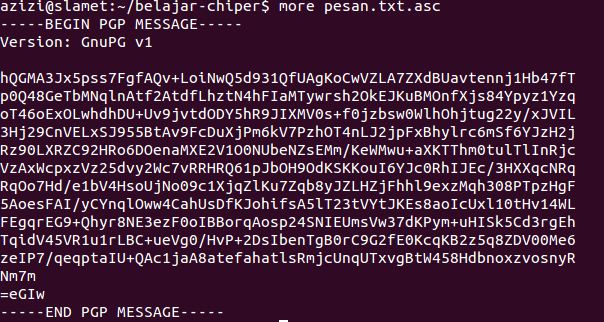 azizi@slamet:~/belajar-chiper$ more pesan.txt.asc
-----BEGIN PGP MESSAGE-----
Version: GnuPG v1

hQGMA3Jx5pss7FgfAQv+LoiNwQ5d931QfUAgKoCwVZLA7ZXdBUavtennj1Hb47fT
p0Q48GeTbMNqlnAtf2AtdfLhztN4hFIaMTywrsh2OkEJKuBMOnfXjs84Ypyz1Yzq
oT46oExOLwhdhDU+Uv9jvtdODY5hR9JIXMV0s+f0jzbsw0WlhOhjtug22y/xJVIL
3Hj29CnVELxSJ955BtAv9FcDuXjPm6kV7PzhOT4nLJ2jpFxBhylrc6mSf6YJzH2j
Rz90LXRZC92HRo6DOenaMXE2V1O0NUbeNZsEMm/KeWMwu+aXKTThm0tulTlInRjc
VzAxWcpxzVz25dvy2Wc7vRRHRQ61pJbOH9OdKSKKouI6YJc0RhIJEc/3HXXqcNRq
RqOo7Hd/e1bV4HsoUjNo09c1XjqZlKu7Zqb8yJZLHZjFhhl9exzMqh308PTpzHgF
5AoesFAI/yCYnqlOww4CahUsDfKJohifsA5lT23tVYtJKEs8aoIcUxl10tHv14WL
FEgqrEG9+Qhyr8NE3ezF0oIBBorqAosp24SNIEUmsVw37dKPym+uHISk5Cd3rgEh
TqidV45VR1u1rLBC+ueVg0/HvP+2DsIbenTgB0rC9G2fE0KcqKB2z5q8ZDV00Me6
zeIP7/qeqptaIU+QAc1jaA8atefahatlsRmjcUnqUTxvgBtW458HdbnoxzvosnyR
Nm7m
=eGIw
-----END PGP MESSAGE-----